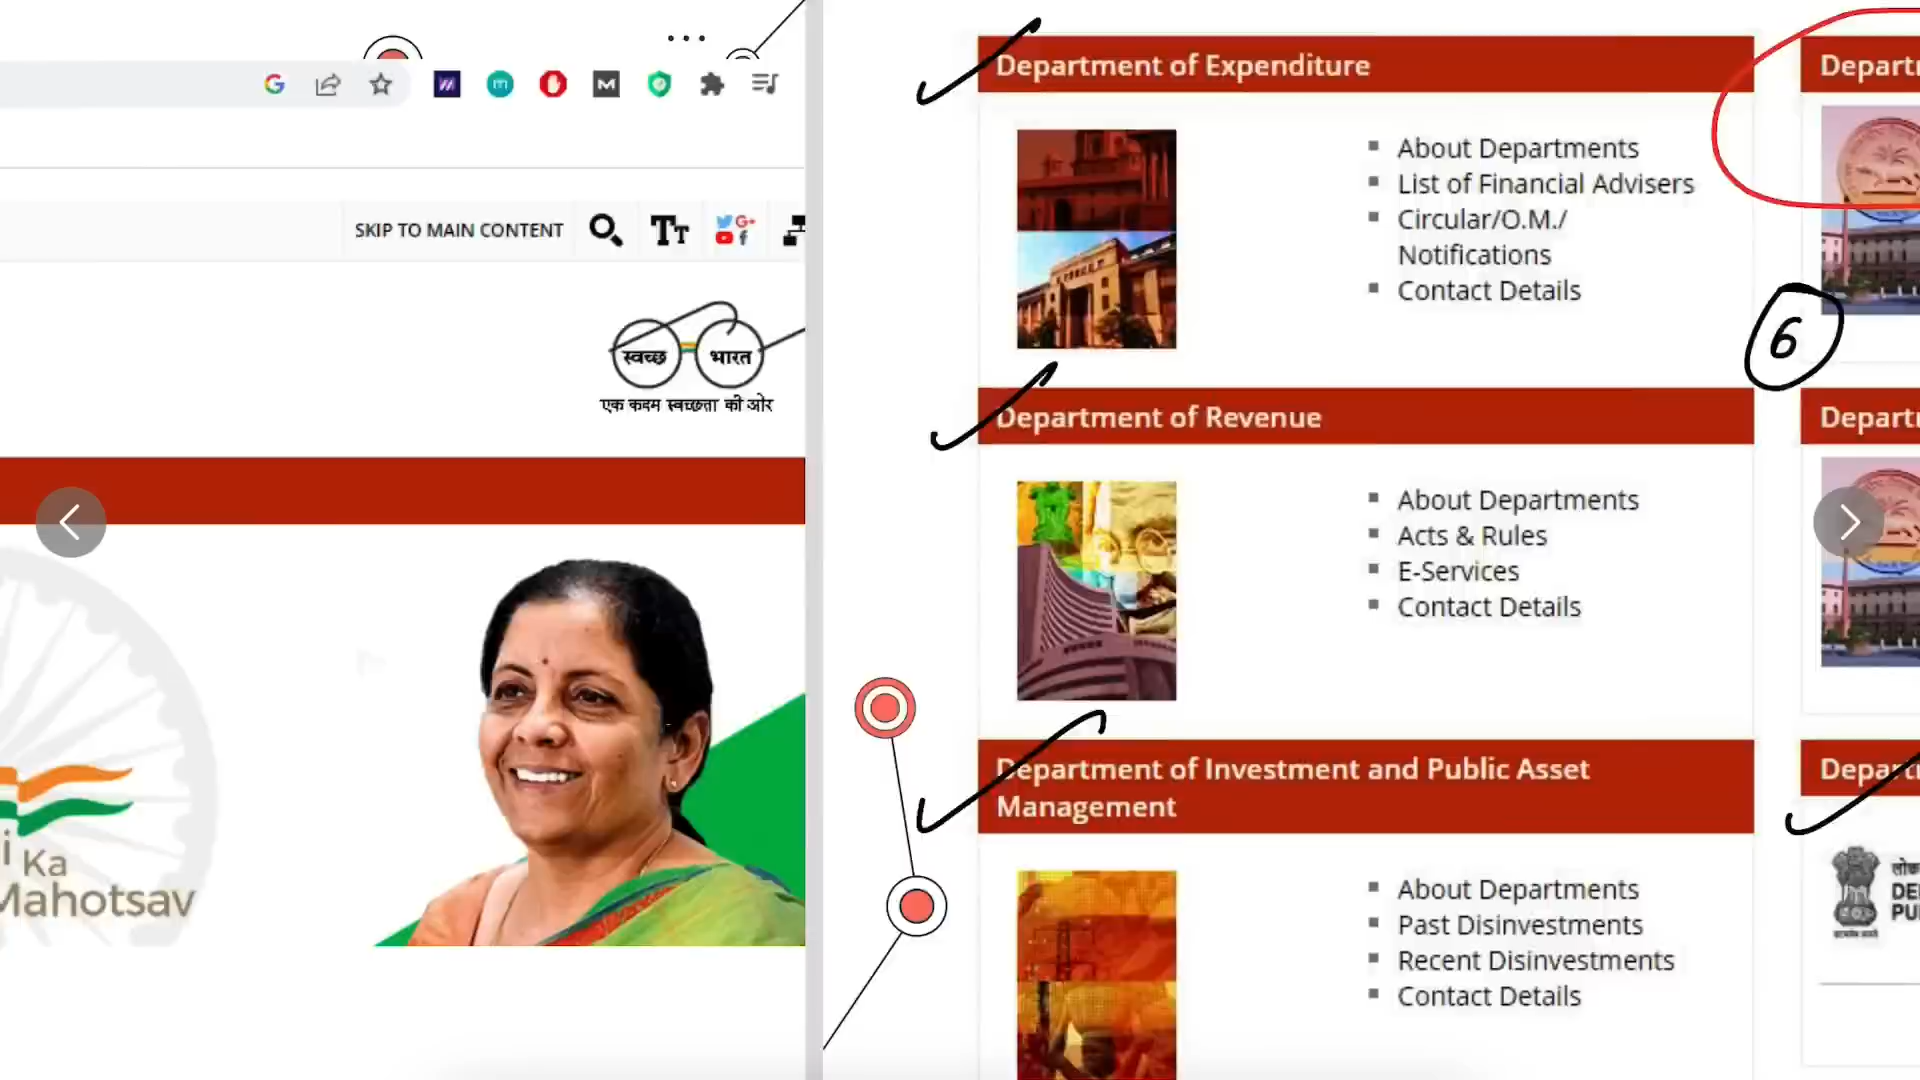 SKIP TO MAIN CONTENT
स्वच्छ भारत
एक कदम स्वच्छता की ओर
Ka
Mahotsav
Department of Expenditure
About Departments
List of Financial Advisers
Circular/O.M./
Notifications
Contact Details
6
Department of Revenue
About Departments
Acts & Rules
E-Services
Contact Details
Department of Investment and Public Asset
Management
About Departments
Past Disinvestments
Recent Disinvestments
Contact Details